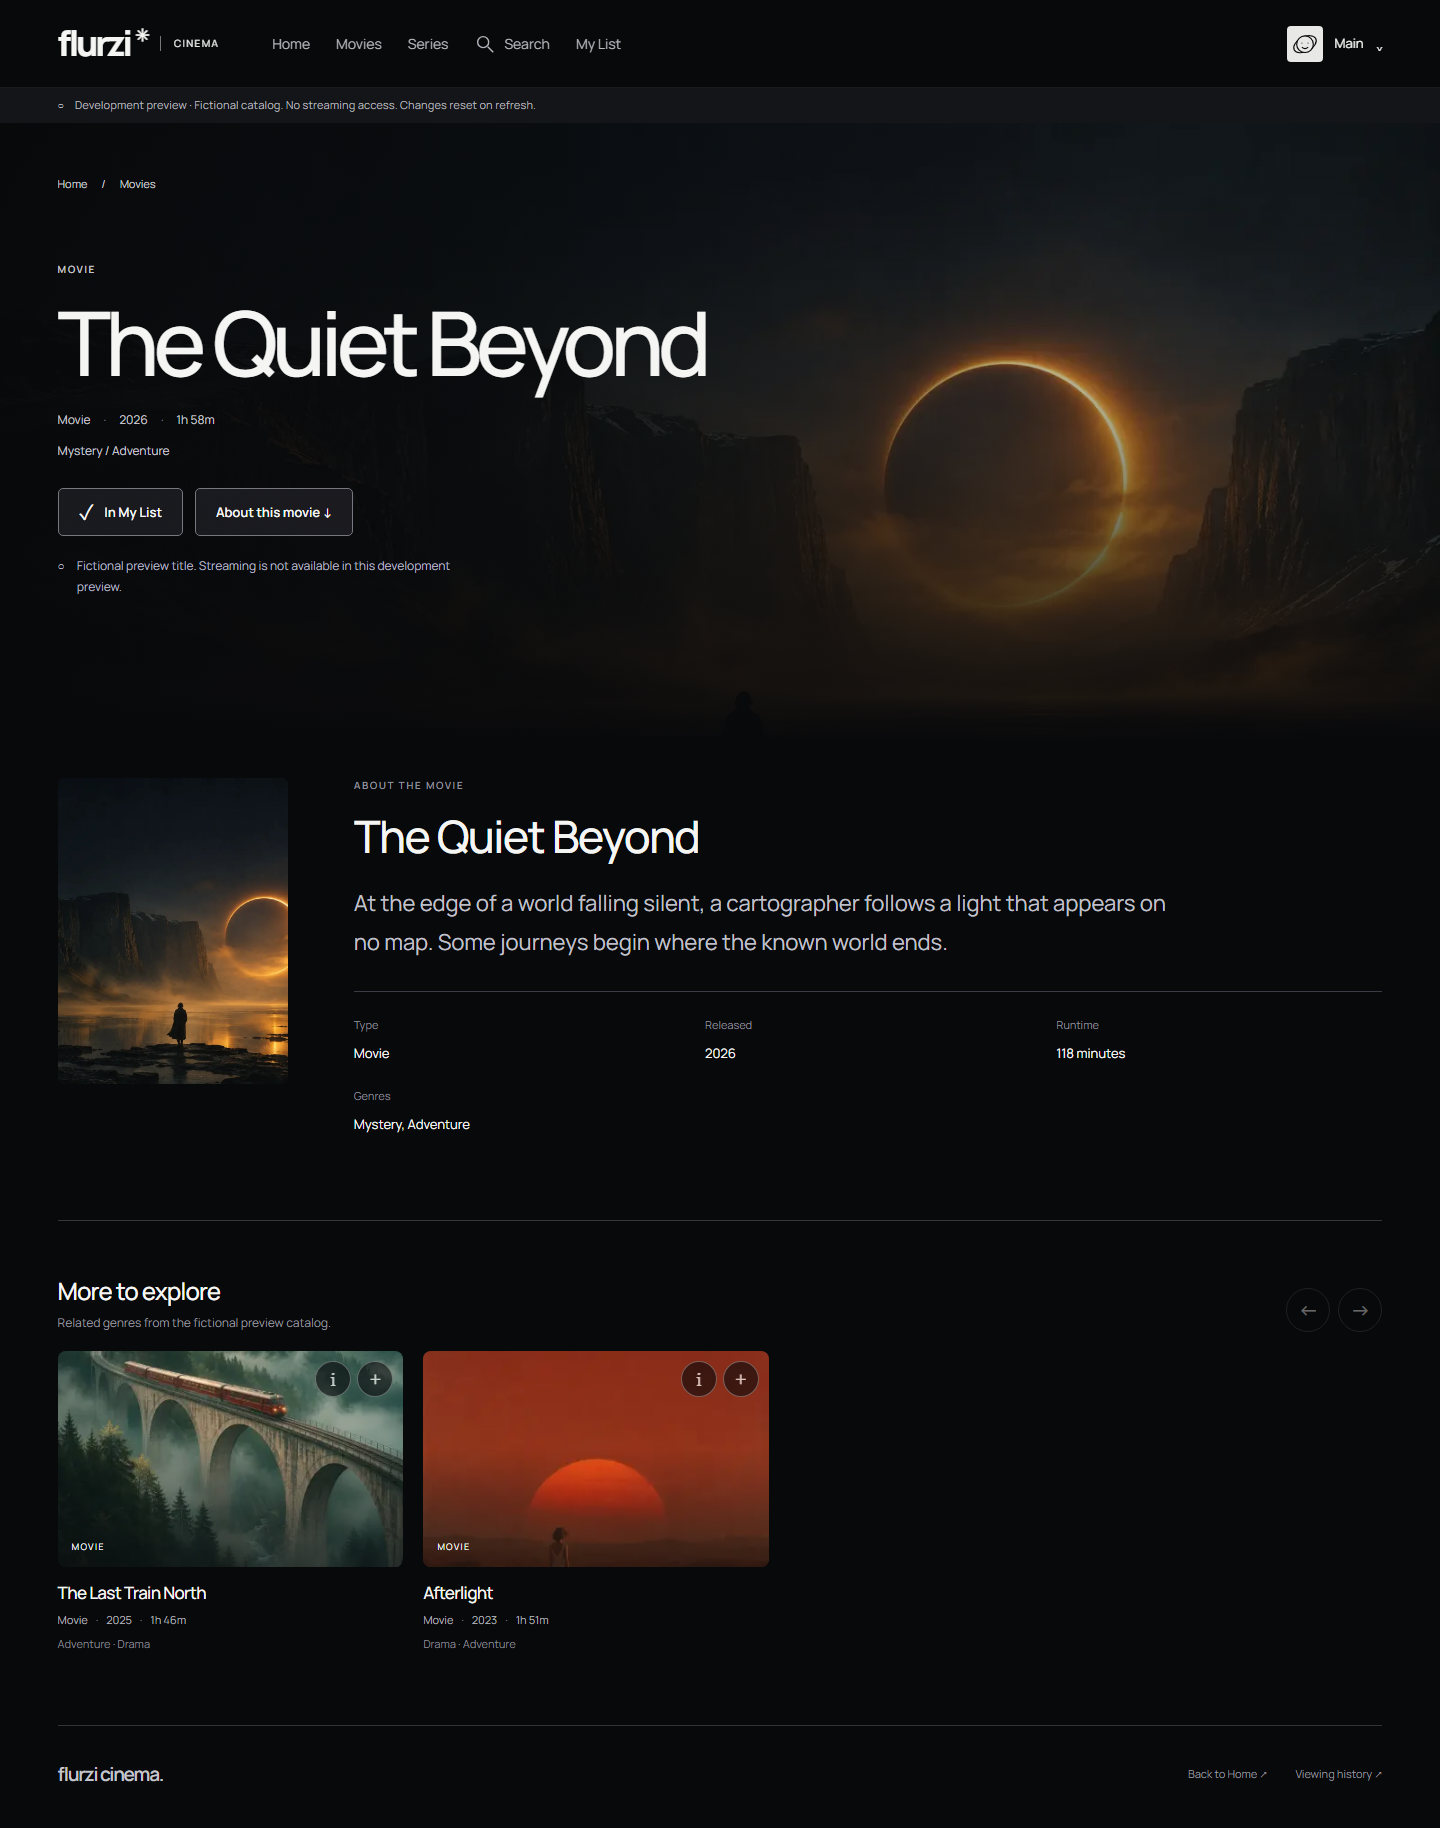 flurzi * CINEMA Home Movies Series Search My List Main
Development preview · Fictional catalog. No streaming access. Changes reset on refresh.
Home / Movies
MOVIE
The Quiet Beyond
Movie · 2026 · 1h 58m
Mystery / Adventure
✓ In My List About this movie ↓
Fictional preview title. Streaming is not available in this development
preview.
ABOUT THE MOVIE
The Quiet Beyond
At the edge of a world falling silent, a cartographer follows a light that appears on
no map. Some journeys begin where the known world ends.
Type Released Runtime
Movie 2026 118 minutes
Genres
Mystery, Adventure
More to explore
Related genres from the fictional preview catalog.
← →
i + i +
MOVIE MOVIE
The Last Train North Afterlight
Movie · 2025 · 1h 46m Movie · 2023 · 1h 51m
Adventure · Drama Drama · Adventure
flurzi cinema. Back to Home ↗ Viewing history ↗